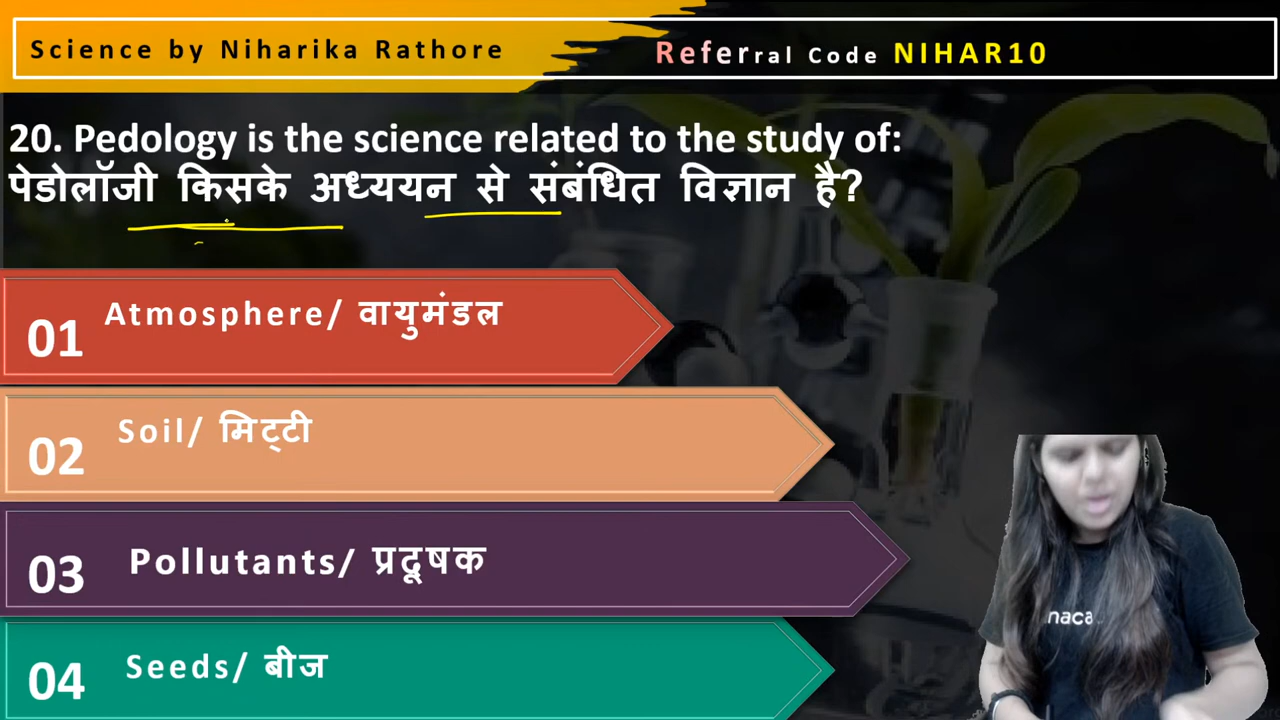 Science by Niharika Rathore
Referral Code NIHAR10
20. Pedology is the science related to the study of:
पेडोलॉजी किसके अध्ययन से संबंधित विज्ञान है?
01 Atmosphere/ वायुमंडल
02 Soil/ मिट्टी
03 Pollutants/ प्रदूषक
04 Seeds/ बीज
naca